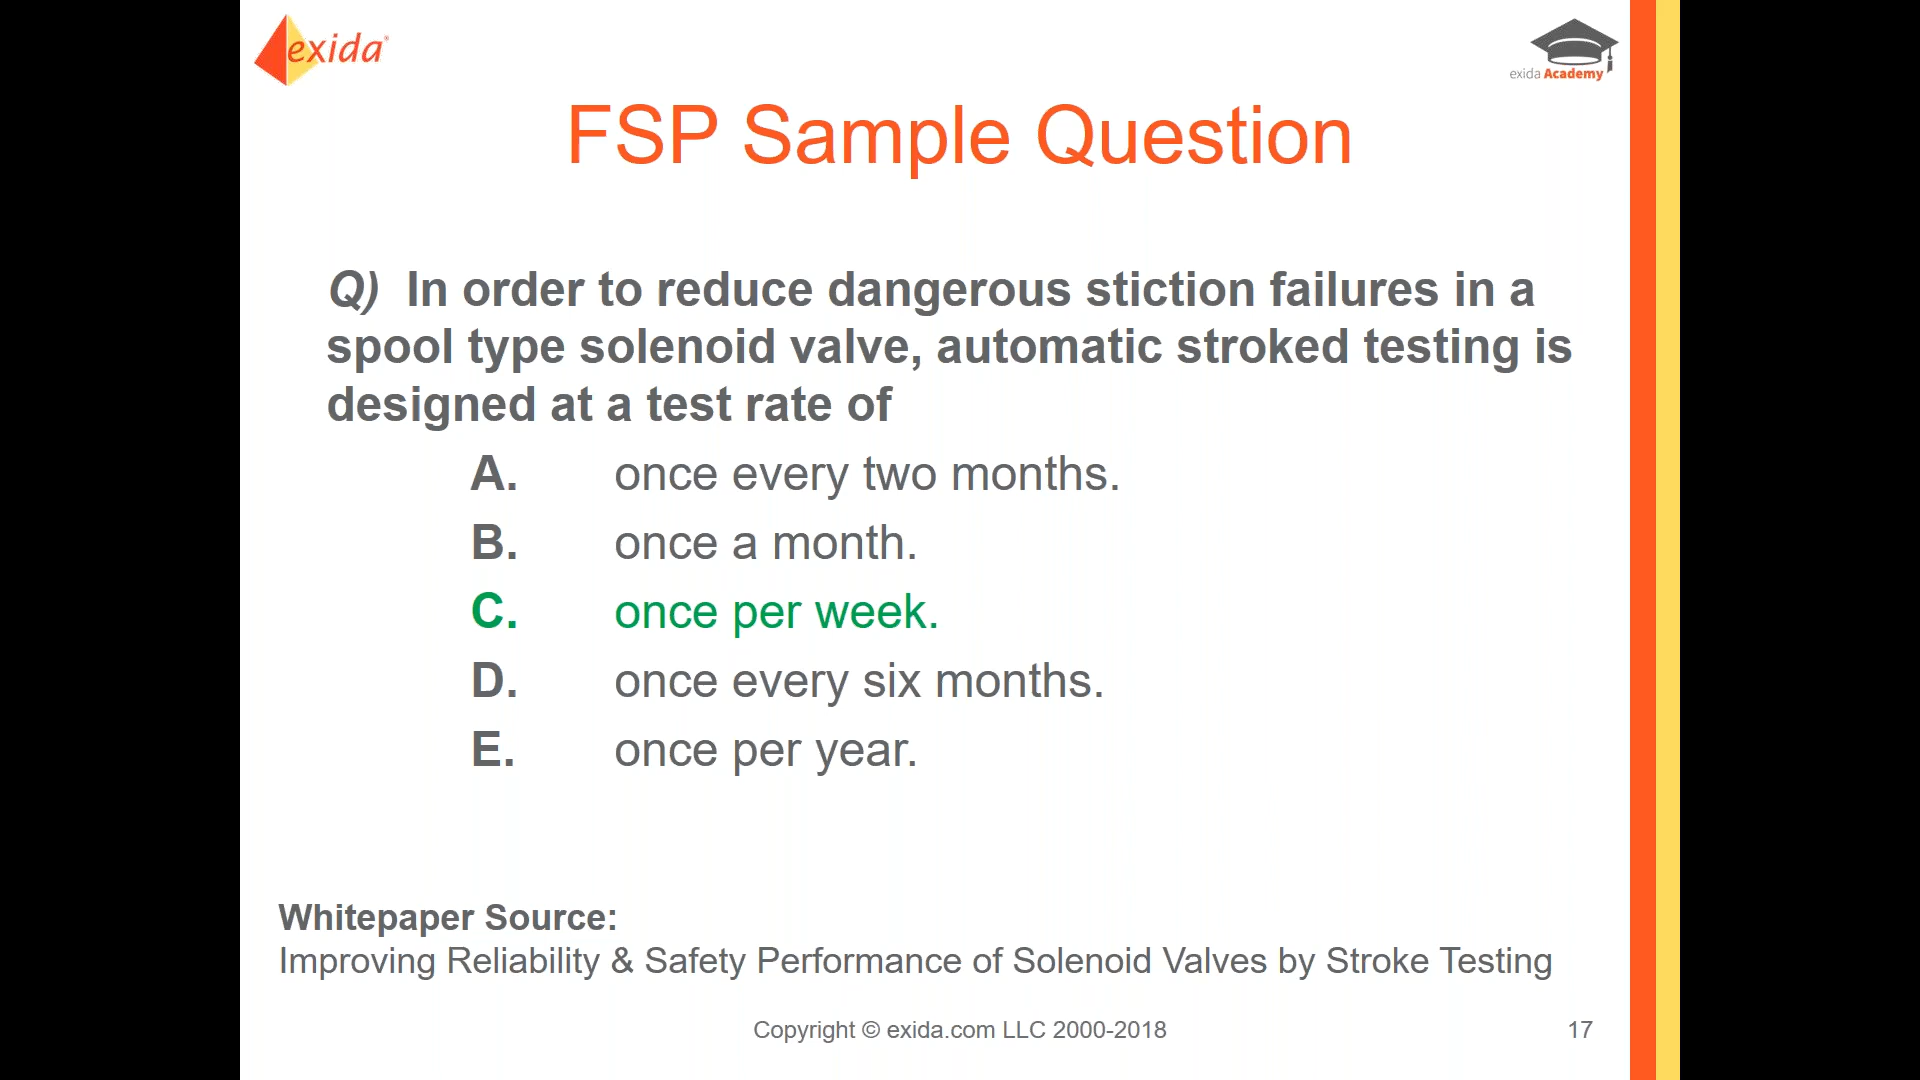 exida
exida Academy
FSP Sample Question
Q) In order to reduce dangerous stiction failures in a
spool type solenoid valve, automatic stroked testing is
designed at a test rate of
A. once every two months.
B. once a month.
C. once per week.
D. once every six months.
E. once per year.
Whitepaper Source:
Improving Reliability & Safety Performance of Solenoid Valves by Stroke Testing
Copyright © exida.com LLC 2000-2018
17